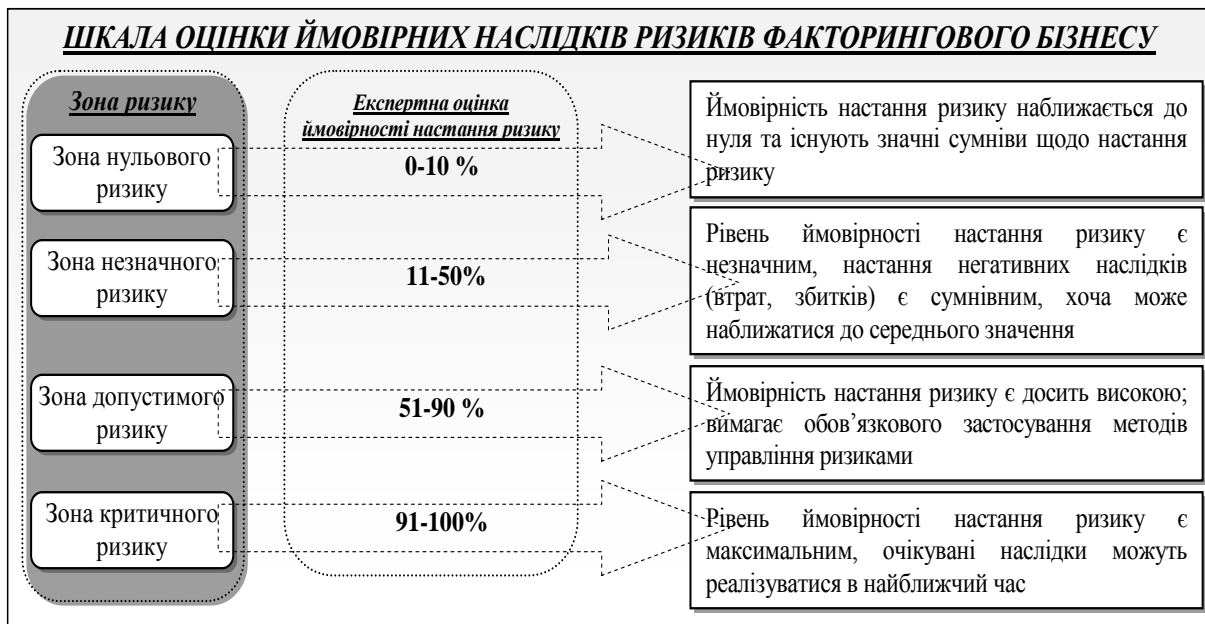 ШКАЛА ОЦІНКИ ЙМОВІРНИХ НАСЛІДКІВ РИЗИКІВ ФАКТОРИНГОВОГО БІЗНЕСУ
Зона ризику
Експертна оцінка
ймовірності настання ризику
Зона нульового
ризику
0-10 %
Ймовірність настання ризику наближається до
нуля та існують значні сумніви щодо настання
ризику
Зона незначного
ризику
11-50%
Рівень ймовірності настання ризику є
незначним, настання негативних наслідків
(втрат, збитків) є сумнівним, хоча може
наближатися до середнього значення
Зона допустимого
ризику
51-90 %
Ймовірність настання ризику є досить високою;
вимагає обов’язкового застосування методів
управління ризиками
Зона критичного
ризику
91-100%
Рівень ймовірності настання ризику є
максимальним, очікувані наслідки можуть
реалізуватися в найближчий час